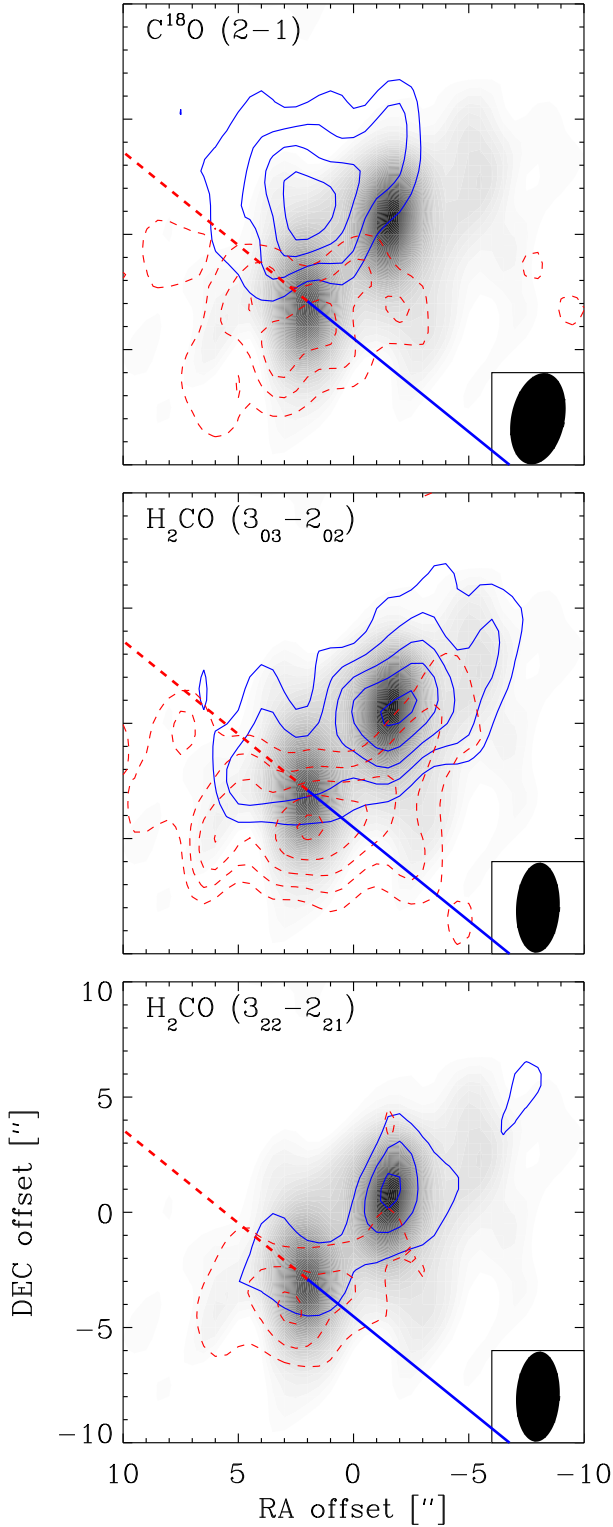 C¹⁸O (2−1)
H₂CO (3₀₃−2₀₂)
H₂CO (3₂₂−2₂₁)
10
5
0
−5
−10
DEC offset ["]
10 5 0 −5 −10
RA offset ["]